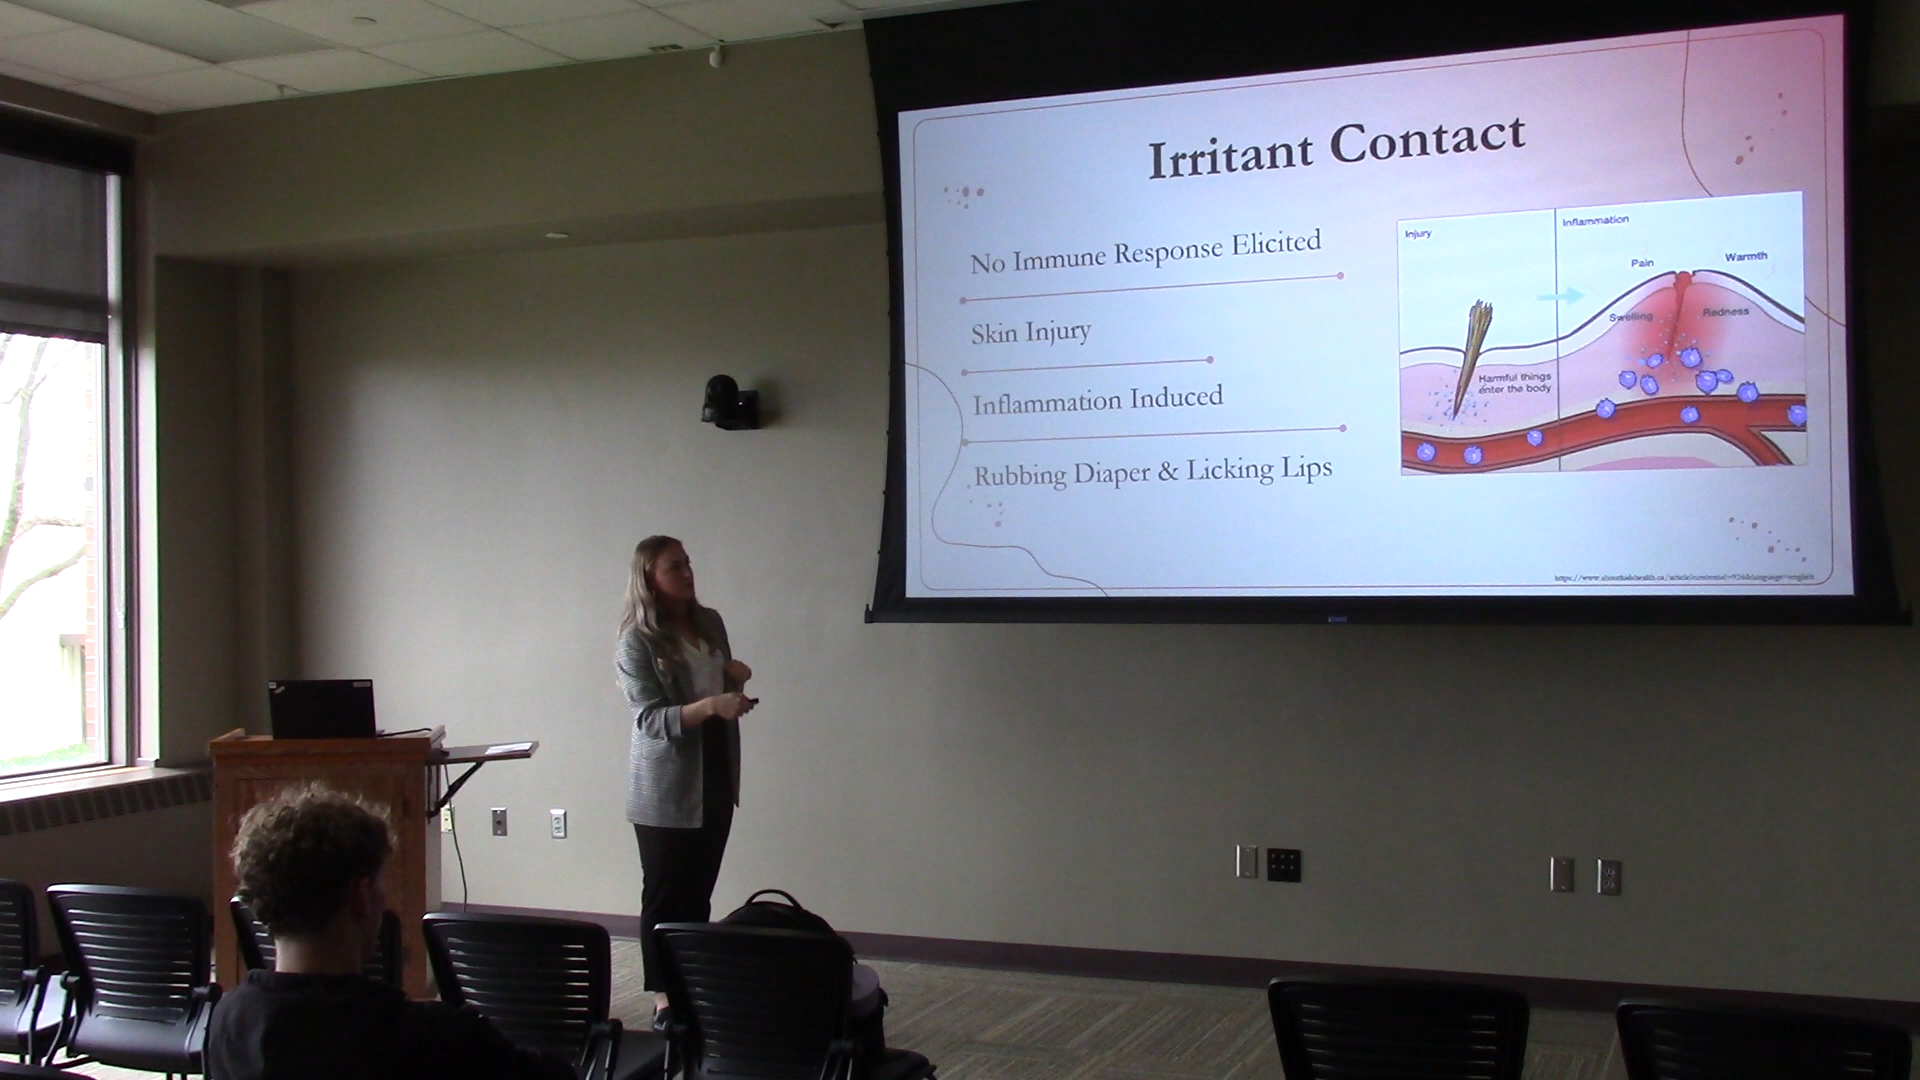 Irritant Contact
No Immune Response Elicited
Skin Injury
Inflammation Induced
Rubbing Diaper & Licking Lips
Injury
Inflammation
Pain
Warmth
Swelling
Redness
Harmful things
enter the body